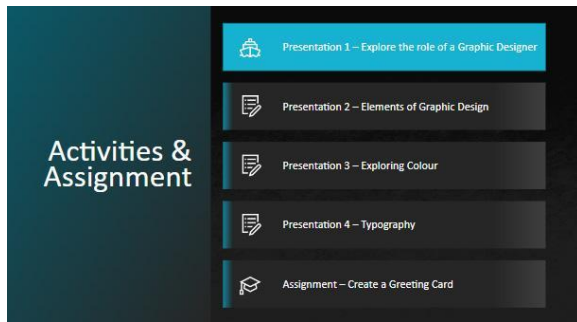 Activities &
Assignment
Presentation 1 – Explore the role of a Graphic Designer
Presentation 2 – Elements of Graphic Design
Presentation 3 – Exploring Colour
Presentation 4 – Typography
Assignment – Create a Greeting Card